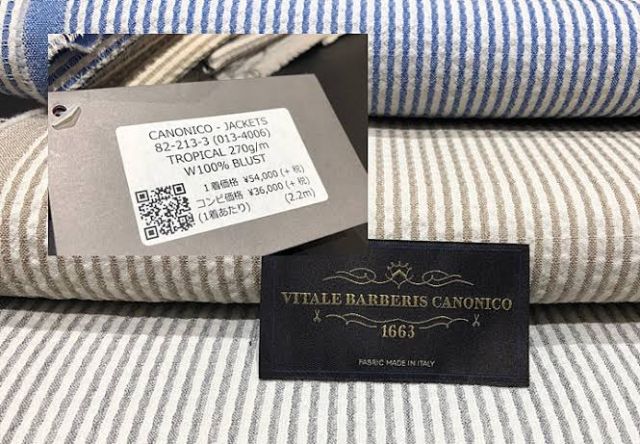 CANONICO - JACKETS
82-213-3 (013-4006)
TROPICAL 270g/m
W100% BLUST
1着価格 ¥54,000 (+ 税)
コンビ価格 ¥36,000 (+ 税)
(1着あたり) (2.2m)
VITALE BARBERIS CANONICO
1663
FABRIC MADE IN ITALY